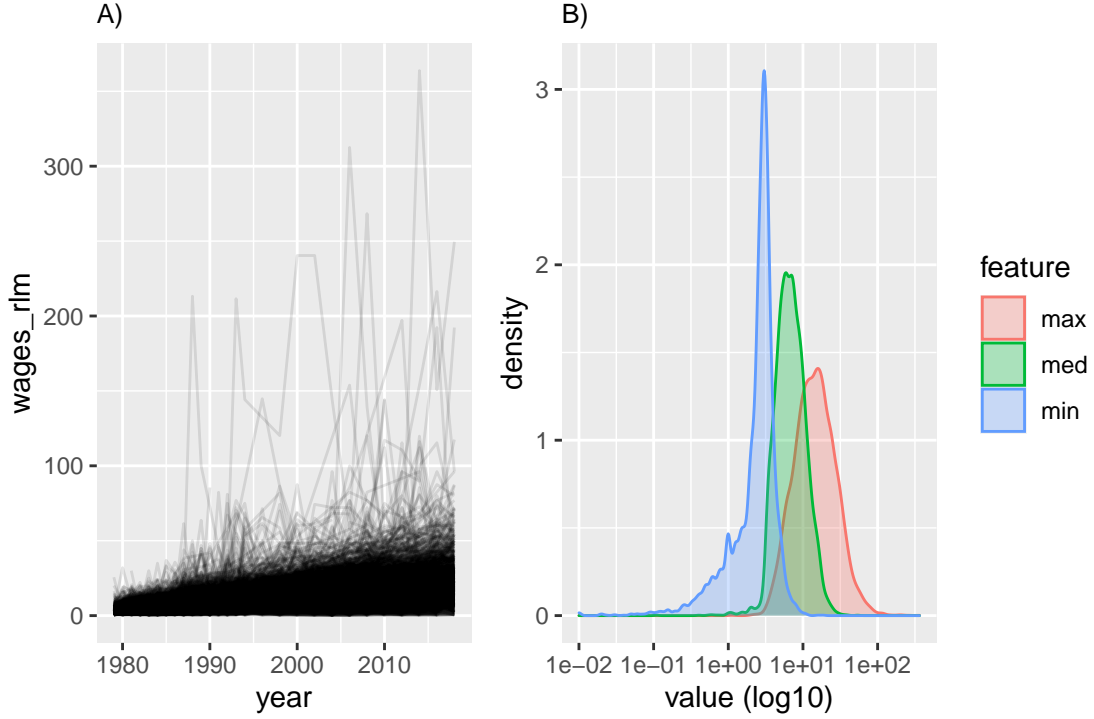 A)
wages_rlm
300
200
100
0
1980
1990
2000
2010
year
B)
density
3
2
1
0
1e−02
1e−01
1e+00
1e+01
1e+02
value (log10)
feature
max
med
min